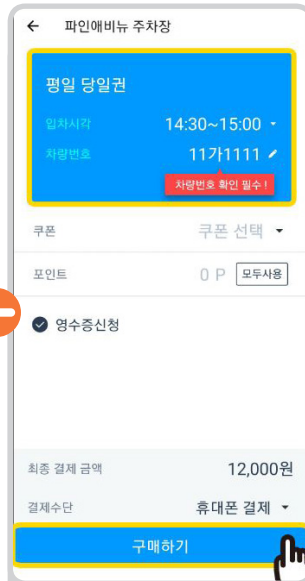 ← 파인애비뉴 주차장
평일 당일권
입차시각 14:30~15:00
차량번호 11가1111
차량번호 확인 필수 !
쿠폰 쿠폰 선택
포인트 0 P 모두사용
영수증신청
최종 결제 금액 12,000원
결제수단 휴대폰 결제
구매하기